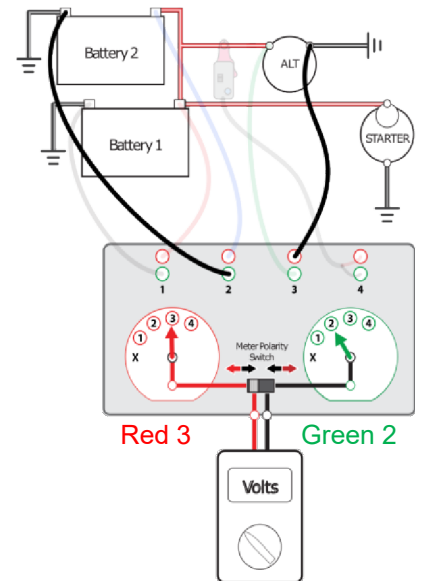 Battery 2
ALT
Battery 1
STARTER
1 2 3 4
1 2 3 4
X
Meter Polarity
Switch
1 2 3 4
X
Red 3
Green 2
Volts